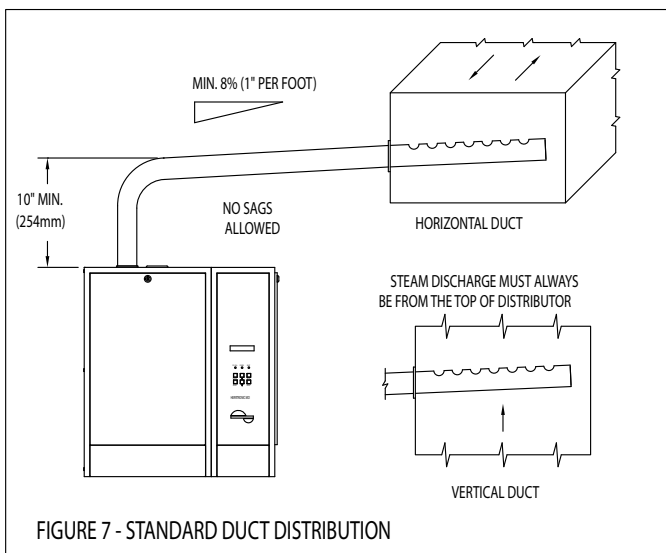 MIN. 8% (1" PER FOOT)
10" MIN.
(254mm)
NO SAGS
ALLOWED
HORIZONTAL DUCT
STEAM DISCHARGE MUST ALWAYS
BE FROM THE TOP OF DISTRIBUTOR
VERTICAL DUCT
FIGURE 7 - STANDARD DUCT DISTRIBUTION